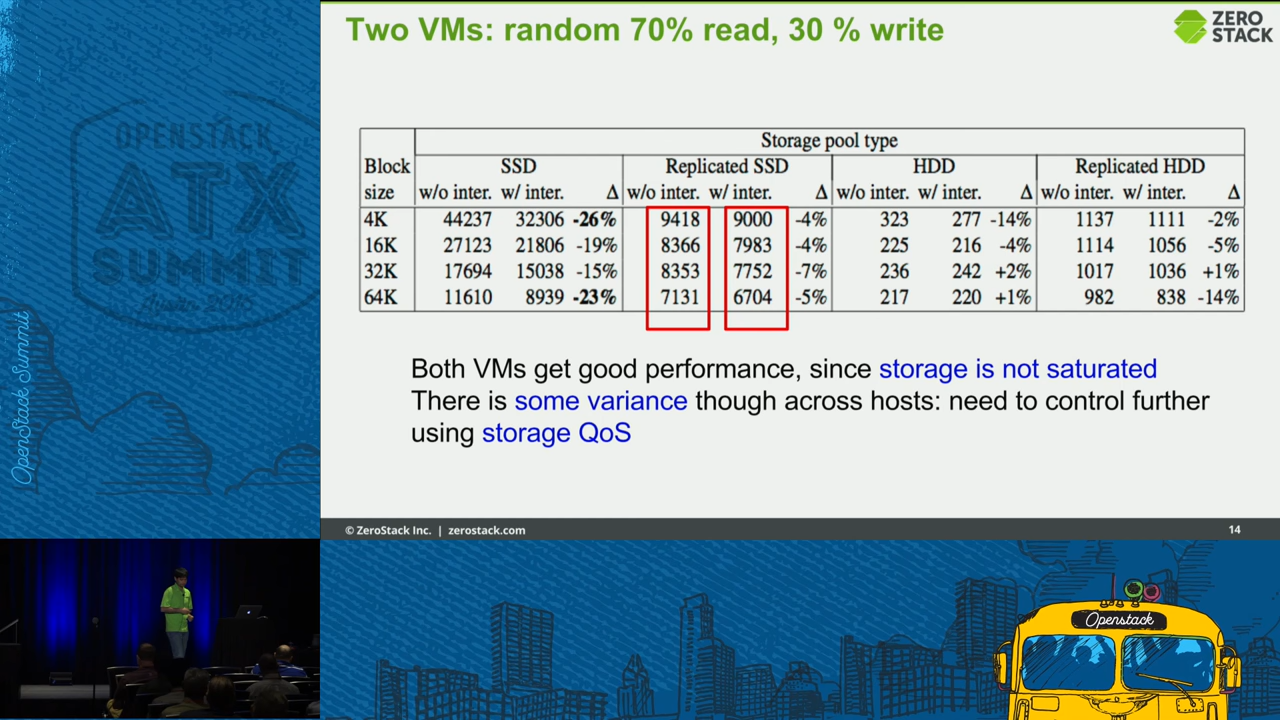 Two VMs: random 70% read, 30 % write
ZERO
STACK
OPENSTACK
ATX
SUMMIT
Austin 2016
OpenStack Summit
Storage pool type
Block SSD Replicated SSD HDD Replicated HDD
size w/o inter. w/ inter. Δ w/o inter. w/ inter. Δ w/o inter. w/ inter. Δ w/o inter. w/ inter. Δ
4K 44237 32306 -26% 9418 9000 -4% 323 277 -14% 1137 1111 -2%
16K 27123 21806 -19% 8366 7983 -4% 225 216 -4% 1114 1056 -5%
32K 17694 15038 -15% 8353 7752 -7% 236 242 +2% 1017 1036 +1%
64K 11610 8939 -23% 7131 6704 -5% 217 220 +1% 982 838 -14%
Both VMs get good performance, since storage is not saturated
There is some variance though across hosts: need to control further
using storage QoS
© ZeroStack Inc. | zerostack.com
14
Openstack